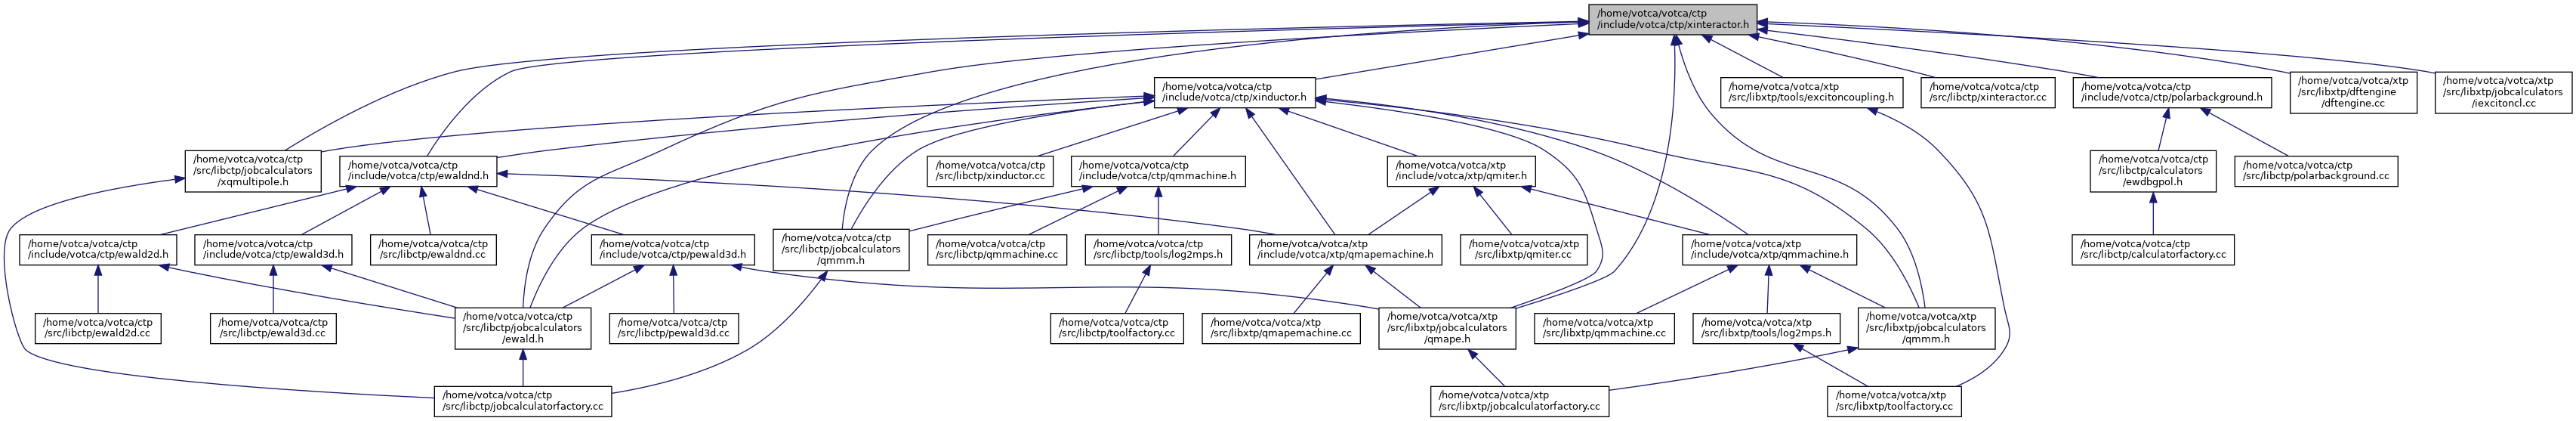 /home/votca/votca/ctp
/include/votca/ctp/xinteractor.h
/home/votca/votca/ctp
/include/votca/ctp/xinductor.h
/home/votca/votca/xtp
/src/libxtp/tools/excitoncoupling.h
/home/votca/votca/ctp
/src/libctp/xinteractor.cc
/home/votca/votca/ctp
/include/votca/ctp/polarbackground.h
/home/votca/votca/xtp
/src/libxtp/dftengine
/dftengine.cc
/home/votca/votca/xtp
/src/libxtp/jobcalculators
/iexcitoncl.cc
/home/votca/votca/ctp
/src/libctp/jobcalculators
/xqmultipole.h
/home/votca/votca/ctp
/include/votca/ctp/ewaldnd.h
/home/votca/votca/ctp
/src/libctp/xinductor.cc
/home/votca/votca/ctp
/include/votca/ctp/qmmachine.h
/home/votca/votca/xtp
/include/votca/xtp/qmiter.h
/home/votca/votca/ctp
/src/libctp/calculators
/ewdbgpol.h
/home/votca/votca/ctp
/src/libctp/polarbackground.cc
/home/votca/votca/ctp
/include/votca/ctp/ewald2d.h
/home/votca/votca/ctp
/include/votca/ctp/ewald3d.h
/home/votca/votca/ctp
/src/libctp/ewaldnd.cc
/home/votca/votca/ctp
/include/votca/ctp/pewald3d.h
/home/votca/votca/ctp
/src/libctp/jobcalculators
/qmmm.h
/home/votca/votca/ctp
/src/libctp/qmmachine.cc
/home/votca/votca/ctp
/src/libctp/tools/log2mps.h
/home/votca/votca/xtp
/include/votca/xtp/qmapemachine.h
/home/votca/votca/xtp
/src/libxtp/qmiter.cc
/home/votca/votca/xtp
/include/votca/xtp/qmmachine.h
/home/votca/votca/ctp
/src/libctp/calculatorfactory.cc
/home/votca/votca/ctp
/src/libctp/ewald2d.cc
/home/votca/votca/ctp
/src/libctp/ewald3d.cc
/home/votca/votca/ctp
/src/libctp/jobcalculators
/ewald.h
/home/votca/votca/ctp
/src/libctp/pewald3d.cc
/home/votca/votca/ctp
/src/libctp/toolfactory.cc
/home/votca/votca/xtp
/src/libxtp/qmapemachine.cc
/home/votca/votca/xtp
/src/libxtp/jobcalculators
/qmape.h
/home/votca/votca/xtp
/src/libxtp/qmmachine.cc
/home/votca/votca/xtp
/src/libxtp/tools/log2mps.h
/home/votca/votca/xtp
/src/libxtp/jobcalculators
/qmmm.h
/home/votca/votca/ctp
/src/libctp/jobcalculatorfactory.cc
/home/votca/votca/xtp
/src/libxtp/jobcalculatorfactory.cc
/home/votca/votca/xtp
/src/libxtp/toolfactory.cc